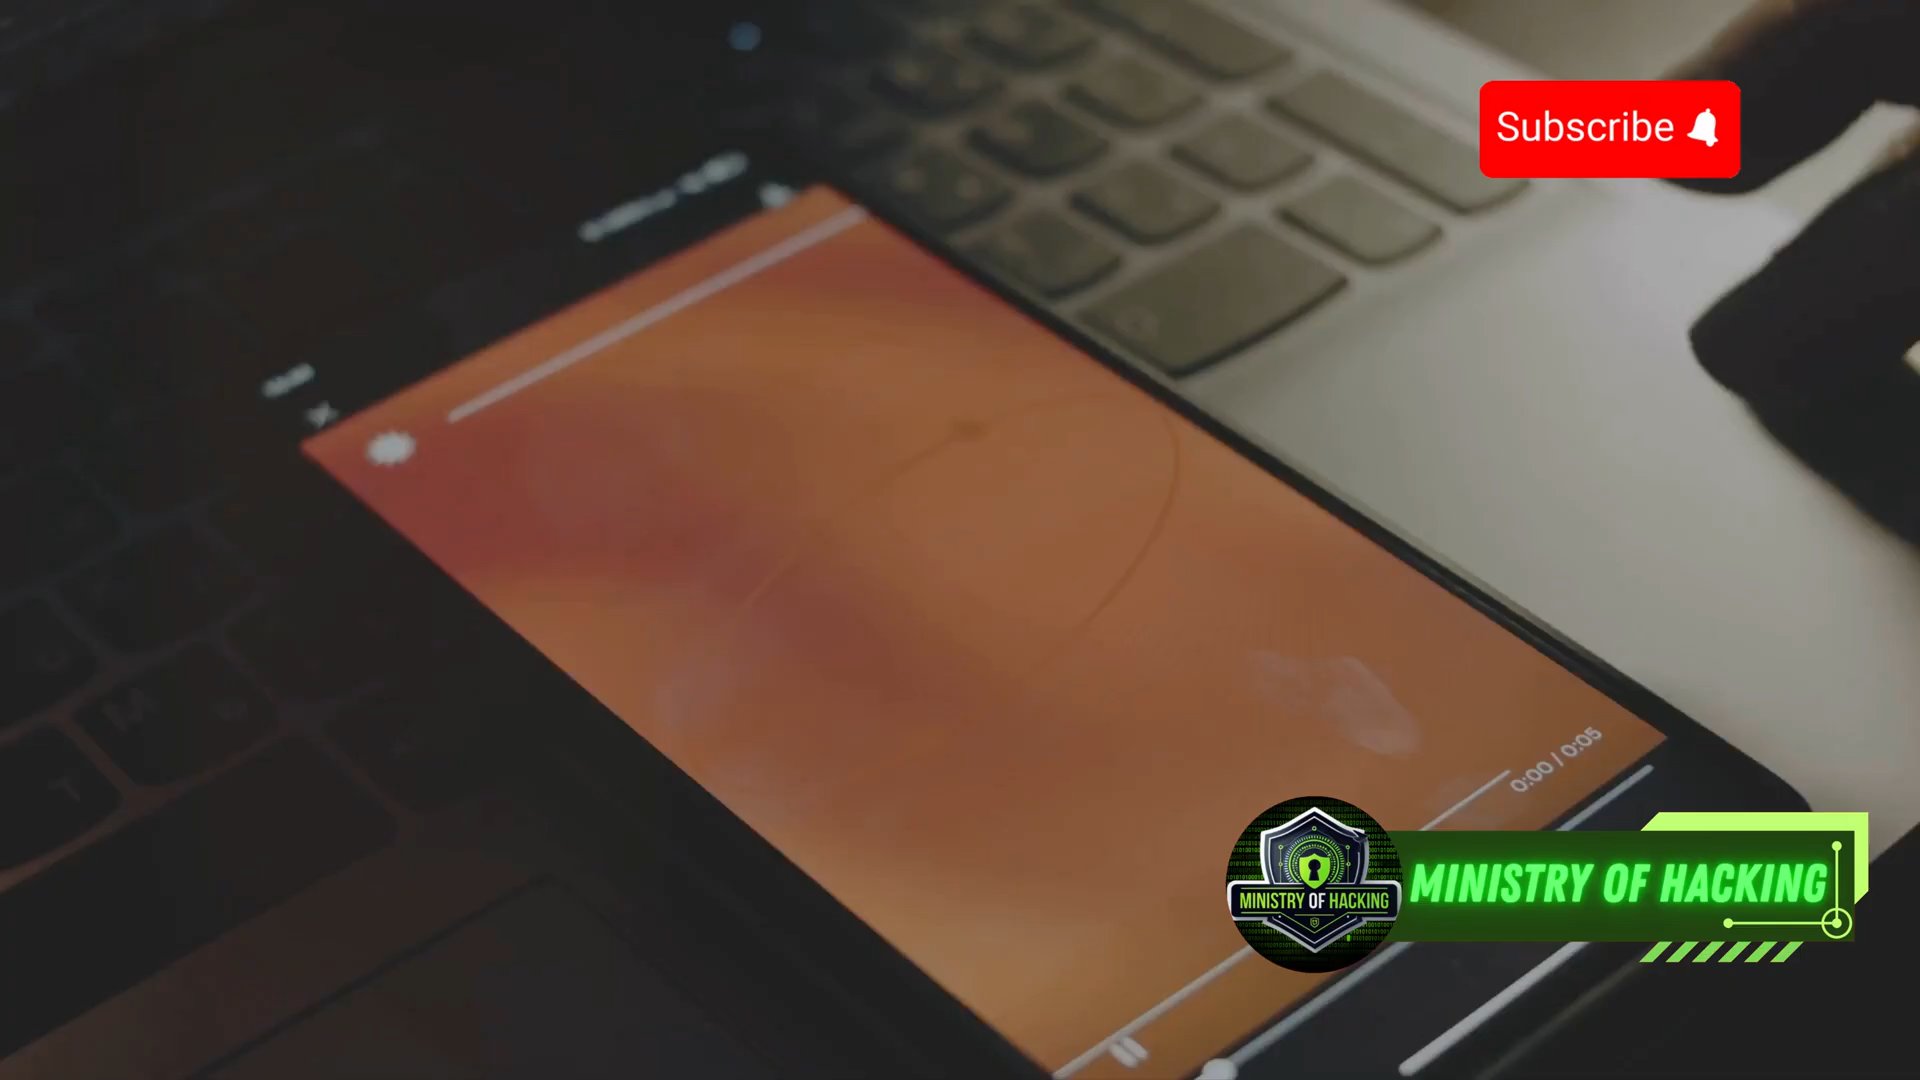 Subscribe
0:00 / 0:05
MINISTRY OF HACKING
MINISTRY OF HACKING
M
T